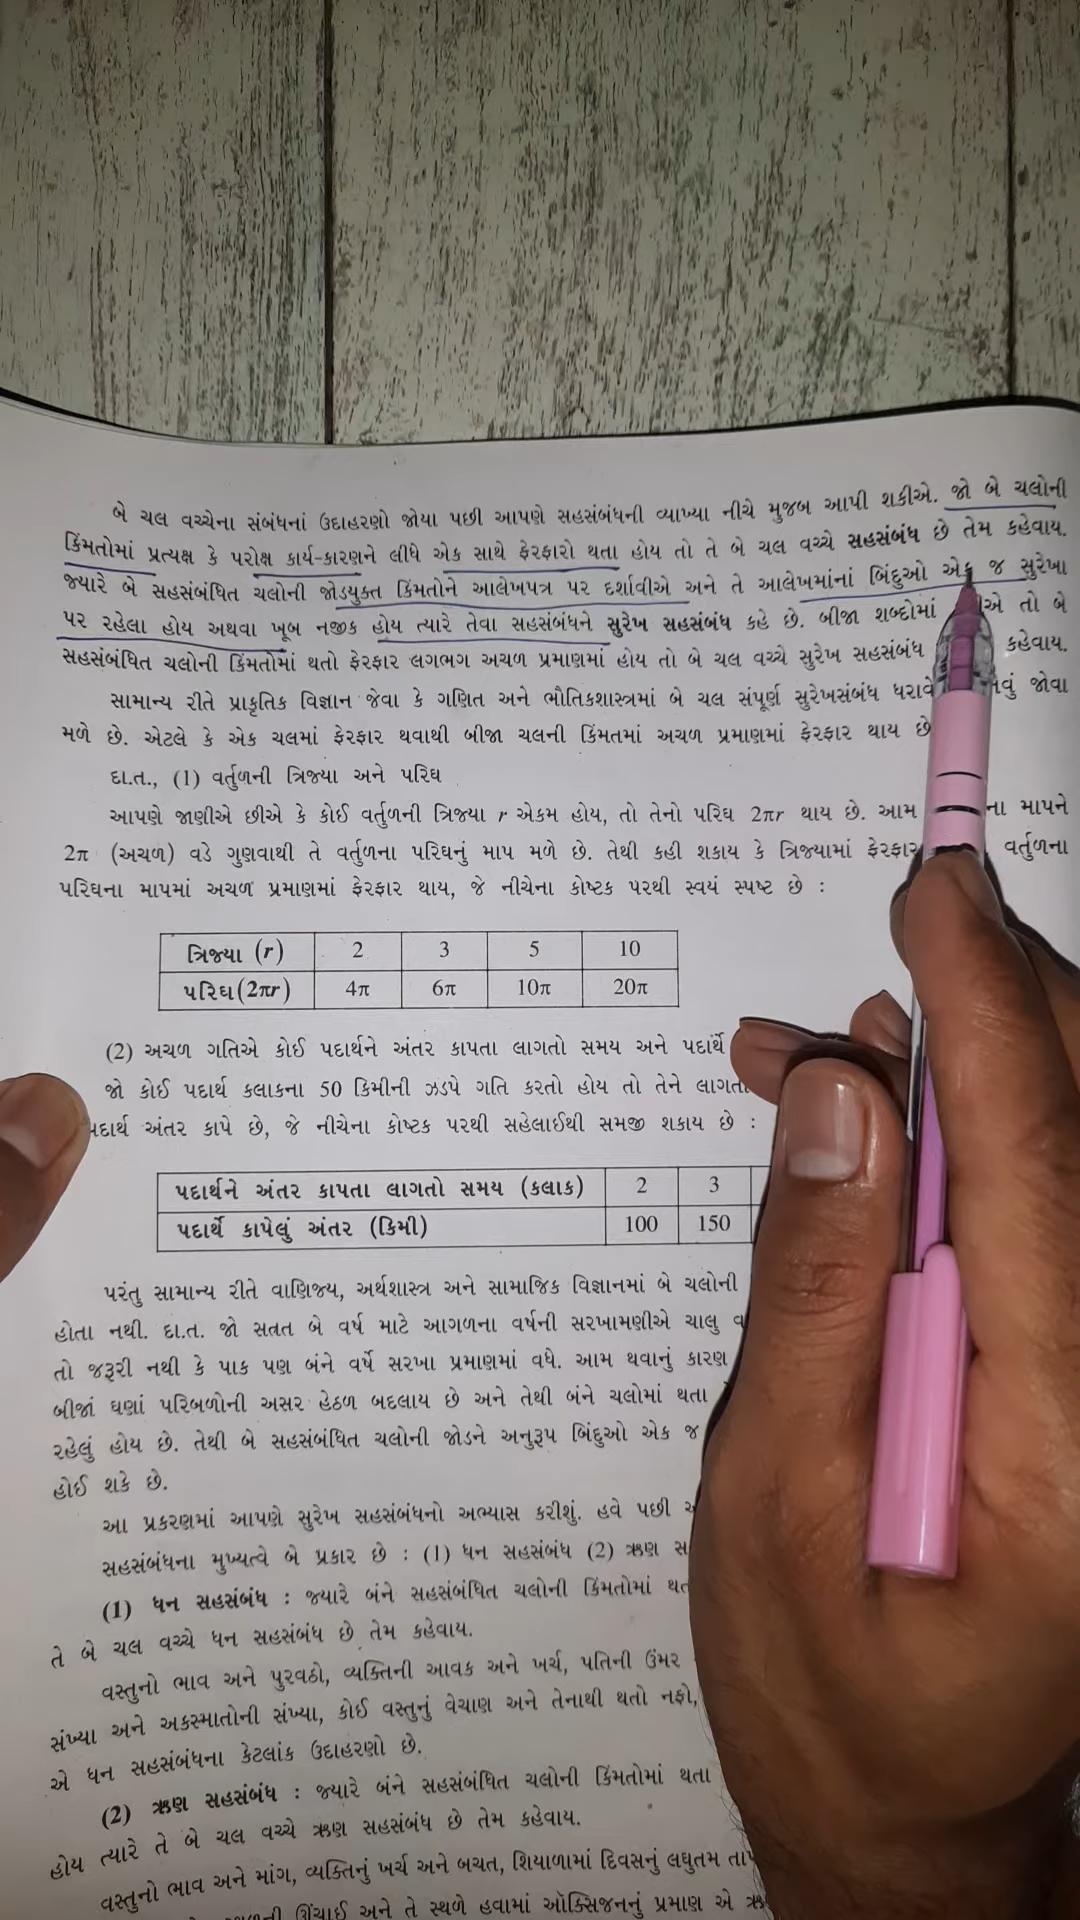 બે ચલ વચ્ચેના સંબંધનાં ઉદાહરણો જોયા પછી આપણે સહસંબંધની વ્યાખ્યા નીચે મુજબ આપી શકીએ. જો બે ચલોની
કિંમતોમાં પ્રત્યક્ષ કે પરોક્ષ કાર્ય-કારણને લીધે એક સાથે ફેરફારો થતા હોય તો તે બે ચલ વચ્ચે સહસંબંધ છે તેમ કહેવાય.
જ્યારે બે સહસંબંધિત ચલોની જોડયુક્ત કિંમતોને આલેખપત્ર પર દર્શાવીએ અને તે આલેખમાંનાં બિંદુઓ એક જ સુરેખા
પર રહેલા હોય અથવા ખૂબ નજીક હોય ત્યારે તેવા સહસંબંધને સુરેખ સહસંબંધ કહે છે. બીજા શબ્દોમાં તો બે
સહસંબંધિત ચલોની કિંમતોમાં થતો ફેરફાર લગભગ અચળ પ્રમાણમાં હોય તો બે ચલ વચ્ચે સુરેખ સહસંબંધ કહેવાય.
સામાન્ય રીતે પ્રાકૃતિક વિજ્ઞાન જેવા કે ગણિત અને ભૌતિકશાસ્ત્રમાં બે ચલ સંપૂર્ણ સુરેખસંબંધ જોવા
મળે છે. એટલે કે એક ચલમાં ફેરફાર થવાથી બીજા ચલની કિંમતમાં અચળ પ્રમાણમાં ફેરફાર થાય છે
દા.ત., (1) વર્તુળની ત્રિજ્યા અને પરિઘ
આપણે જાણીએ છીએ કે કોઈ વર્તુળની ત્રિજ્યા r એકમ હોય, તો તેનો પરિઘ 2πr થાય છે. આમ માપને
2π (અચળ) વડે ગુણવાથી તે વર્તુળના પરિઘનું માપ મળે છે. તેથી કહી શકાય કે ત્રિજ્યામાં વર્તુળના
પરિઘના માપમાં અચળ પ્રમાણમાં ફેરફાર થાય, જે નીચેના કોષ્ટક પરથી સ્વયં સ્પષ્ટ છે :
ત્રિજ્યા (r) 2 3 5 10
પરિઘ(2πr) 4π 6π 10π 20π
(2) અચળ ગતિએ કોઈ પદાર્થને અંતર કાપતા લાગતો સમય અને પદાર્થે
જો કોઈ પદાર્થ કલાકના 50 કિમીની ઝડપે ગતિ કરતો હોય તો તેને
અંતર કાપે છે, જે નીચેના કોષ્ટક પરથી સહેલાઈથી સમજી શકાય છે :
પદાર્થને અંતર કાપતા લાગતો સમય (કલાક) 2 3
પદાર્થે કાપેલું અંતર (કિમી) 100 150
પરંતુ સામાન્ય રીતે વાણિજ્ય, અર્થશાસ્ત્ર અને સામાજિક વિજ્ઞાનમાં બે ચલોની
હોતા નથી. દા.ત. જો સતત બે વર્ષ માટે આગળના વર્ષની સરખામણીએ ચાલુ
તો જરૂરી નથી કે પાક પણ બંને વર્ષે સરખા પ્રમાણમાં વધે. આમ થવાનું કારણ
બીજાં ઘણાં પરિબળોની અસર હેઠળ બદલાય છે અને તેથી બંને ચલોમાં થતા
રહેલું હોય છે. તેથી બે સહસંબંધિત ચલોની જોડને અનુરૂપ બિંદુઓ એક જ
હોઈ શકે છે.
આ પ્રકરણમાં આપણે સુરેખ સહસંબંધનો અભ્યાસ કરીશું. હવે પછી
સહસંબંધના મુખ્યત્વે બે પ્રકાર છે : (1) ધન સહસંબંધ (2) ઋણ
(1) ધન સહસંબંધ : જ્યારે બંને સહસંબંધિત ચલોની કિંમતોમાં
તે બે ચલ વચ્ચે ધન સહસંબંધ છે તેમ કહેવાય.
વસ્તુનો ભાવ અને પુરવઠો, વ્યક્તિની આવક અને ખર્ચ, પતિની ઉંમર
સંખ્યા અને અકસ્માતોની સંખ્યા, કોઈ વસ્તુનું વેચાણ અને તેનાથી થતો નફો,
એ ધન સહસંબંધના કેટલાંક ઉદાહરણો છે.
(2) ઋણ સહસંબંધ : જ્યારે બંને સહસંબંધિત ચલોની કિંમતોમાં થતા
હોય ત્યારે તે બે ચલ વચ્ચે ઋણ સહસંબંધ છે તેમ કહેવાય.
વસ્તુનો ભાવ અને માંગ, વ્યક્તિનું ખર્ચ અને બચત, શિયાળામાં દિવસનું લઘુતમ
ઊંચાઈ અને તે સ્થળે હવામાં ઑક્સિજનનું પ્રમાણ એ